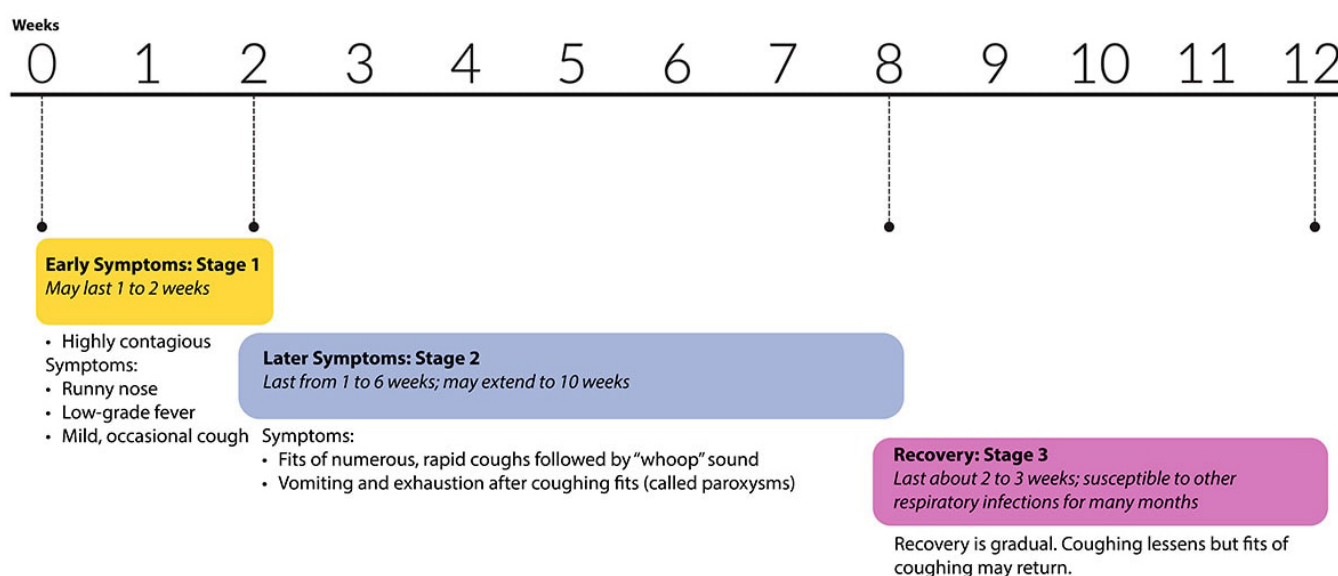 Weeks
0 1 2 3 4 5 6 7 8 9 10 11 12
Early Symptoms: Stage 1
May last 1 to 2 weeks
• Highly contagious
Symptoms:
• Runny nose
• Low-grade fever
• Mild, occasional cough
Later Symptoms: Stage 2
Last from 1 to 6 weeks; may extend to 10 weeks
Symptoms:
• Fits of numerous, rapid coughs followed by “whoop” sound
• Vomiting and exhaustion after coughing fits (called paroxysms)
Recovery: Stage 3
Last about 2 to 3 weeks; susceptible to other
respiratory infections for many months
Recovery is gradual. Coughing lessens but fits of
coughing may return.